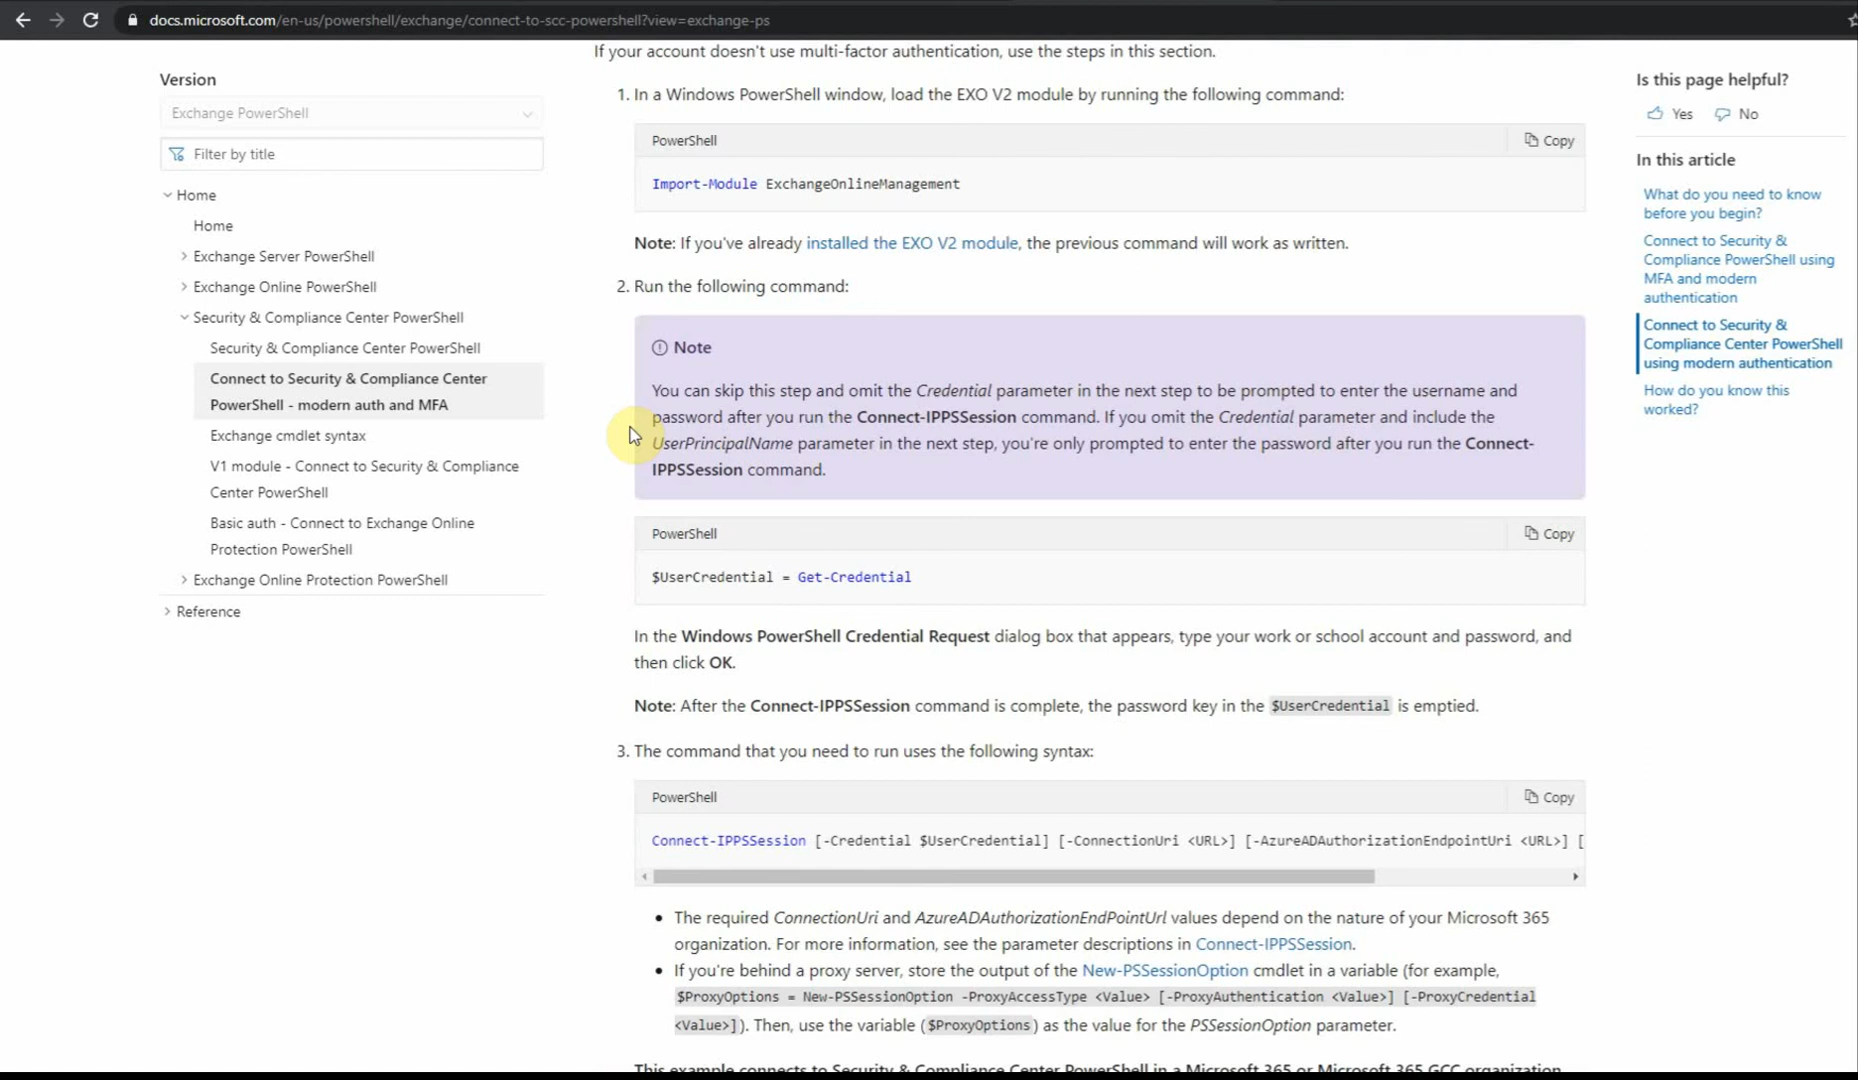 docs.microsoft.com/en-us/powershell/exchange/connect-to-scc-powershell?view=exchange-ps
Version
Exchange PowerShell
Filter by title
Home
Home
Exchange Server PowerShell
Exchange Online PowerShell
Security & Compliance Center PowerShell
Security & Compliance Center PowerShell
Connect to Security & Compliance Center
PowerShell - modern auth and MFA
Exchange cmdlet syntax
V1 module - Connect to Security & Compliance
Center PowerShell
Basic auth - Connect to Exchange Online
Protection PowerShell
Exchange Online Protection PowerShell
Reference
If your account doesn't use multi-factor authentication, use the steps in this section.
1. In a Windows PowerShell window, load the EXO V2 module by running the following command:
PowerShell
Copy
Import-Module ExchangeOnlineManagement
Note: If you've already installed the EXO V2 module, the previous command will work as written.
2. Run the following command:
Note
You can skip this step and omit the Credential parameter in the next step to be prompted to enter the username and
password after you run the Connect-IPPSSession command. If you omit the Credential parameter and include the
UserPrincipalName parameter in the next step, you're only prompted to enter the password after you run the Connect-
IPPSSession command.
PowerShell
Copy
$UserCredential = Get-Credential
In the Windows PowerShell Credential Request dialog box that appears, type your work or school account and password, and
then click OK.
Note: After the Connect-IPPSSession command is complete, the password key in the $UserCredential is emptied.
3. The command that you need to run uses the following syntax:
PowerShell
Copy
Connect-IPPSSession [-Credential $UserCredential] [-ConnectionUri <URL>] [-AzureADAuthorizationEndpointUri <URL>] [
• The required ConnectionUri and AzureADAuthorizationEndPointUrl values depend on the nature of your Microsoft 365
organization. For more information, see the parameter descriptions in Connect-IPPSSession.
• If you're behind a proxy server, store the output of the New-PSSessionOption cmdlet in a variable (for example,
$ProxyOptions = New-PSSessionOption -ProxyAccessType <Value> [-ProxyAuthentication <Value>] [-ProxyCredential
<Value>]). Then, use the variable ($ProxyOptions) as the value for the PSSessionOption parameter.
This example connects to Security & Compliance Center PowerShell in a Microsoft 365 or Microsoft 365 GCC organization
Is this page helpful?
Yes
No
In this article
What do you need to know
before you begin?
Connect to Security &
Compliance PowerShell using
MFA and modern
authentication
Connect to Security &
Compliance Center PowerShell
using modern authentication
How do you know this
worked?